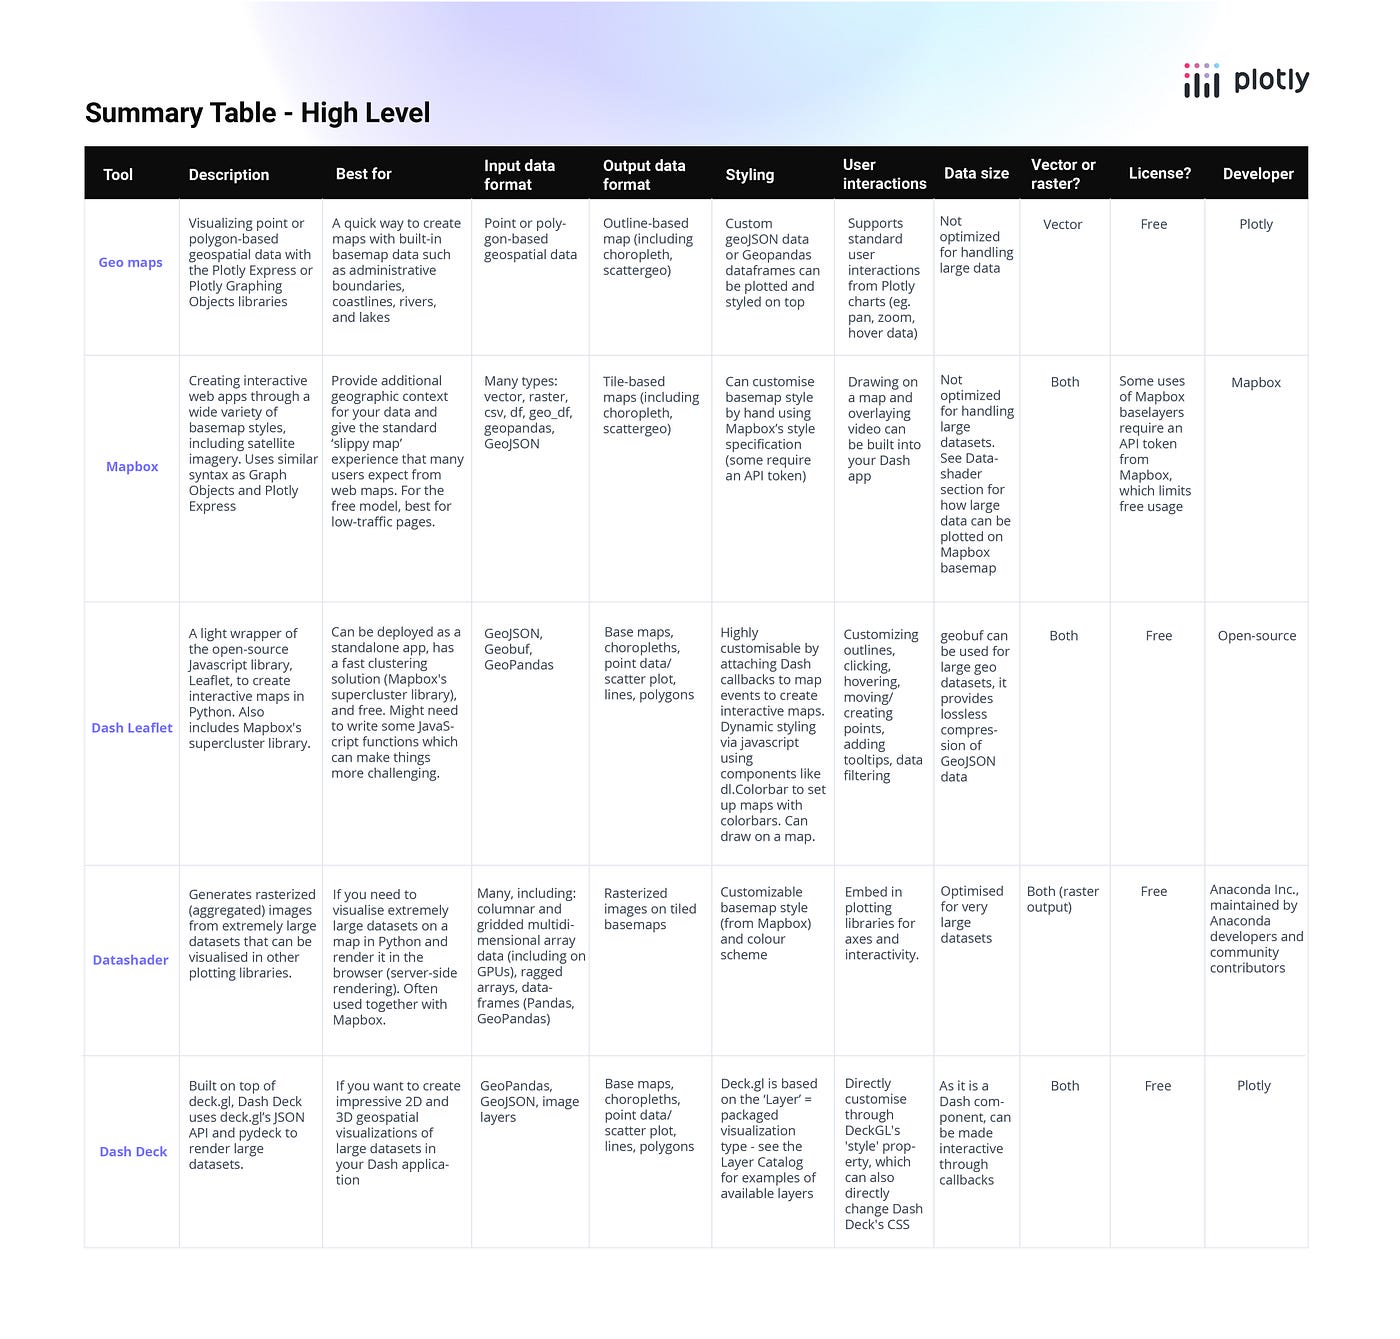 plotly
Summary Table - High Level
Tool
Description
Best for
Input data
format
Output data
format
Styling
User
interactions
Data size
Vector or
raster?
License?
Developer
Geo maps
Visualizing point or
polygon-based
geospatial data with
the Plotly Express or
Plotly Graphing
Objects libraries
A quick way to create
maps with built-in
basemap data such
as administrative
boundaries,
coastlines, rivers,
and lakes
Point or poly-
gon-based
geospatial data
Outline-based
map (including
choropleth,
scattergeo)
Custom
geoJSON data
or Geopandas
dataframes can
be plotted and
styled on top
Supports
standard
user
interactions
from Plotly
charts (eg.
pan, zoom,
hover data)
Not
optimized
for handling
large data
Vector
Free
Plotly
Mapbox
Creating interactive
web apps through a
wide variety of
basemap styles,
including satellite
imagery. Uses similar
syntax as Graph
Objects and Plotly
Express
Provide additional
geographic context
for your data and
give the standard
‘slippy map’
experience that many
users expect from
web maps. For the
free model, best for
low-traffic pages.
Many types:
vector, raster,
csv, df, geo_df,
geopandas,
GeoJSON
Tile-based
maps (including
choropleth,
scattergeo)
Can customise
basemap style
by hand using
Mapbox’s style
specification
(some require
an API token)
Drawing on
a map and
overlaying
video can
be built into
your Dash
app
Not
optimized
for handling
large
datasets.
See Data-
shader
section for
how large
data can be
plotted on
Mapbox
basemap
Both
Some uses
of Mapbox
baselayers
require an
API token
from
Mapbox,
which limits
free usage
Mapbox
Dash Leaflet
A light wrapper of
the open-source
Javascript library,
Leaflet, to create
interactive maps in
Python. Also
includes Mapbox's
supercluster library.
Can be deployed as a
standalone app, has
a fast clustering
solution (Mapbox's
supercluster library),
and free. Might need
to write some JavaS-
cript functions which
can make things
more challenging.
GeoJSON,
Geobuf,
GeoPandas
Base maps,
choropleths,
point data/
scatter plot,
lines, polygons
Highly
customisable by
attaching Dash
callbacks to map
events to create
interactive maps.
Dynamic styling
via javascript
using
components like
dl.Colorbar to set
up maps with
colorbars. Can
draw on a map.
Customizing
outlines,
clicking,
hovering,
moving/
creating
points,
adding
tooltips, data
filtering
geobuf can
be used for
large geo
datasets, it
provides
lossless
compres-
sion of
GeoJSON
data
Both
Free
Open-source
Datashader
Generates rasterized
(aggregated) images
from extremely large
datasets that can be
visualised in other
plotting libraries.
If you need to
visualise extremely
large datasets on a
map in Python and
render it in the
browser (server-side
rendering). Often
used together with
Mapbox.
Many, including:
columnar and
gridded multidi-
mensional array
data (including on
GPUs), ragged
arrays, data-
frames (Pandas,
GeoPandas)
Rasterized
images on tiled
basemaps
Customizable
basemap style
(from Mapbox)
and colour
scheme
Embed in
plotting
libraries for
axes and
interactivity.
Optimised
for very
large
datasets
Both (raster
output)
Free
Anaconda Inc.,
maintained by
Anaconda
developers and
community
contributors
Dash Deck
Built on top of
deck.gl, Dash Deck
uses deck.gl’s JSON
API and pydeck to
render large
datasets.
If you want to create
impressive 2D and
3D geospatial
visualizations of
large datasets in
your Dash applica-
tion
GeoPandas,
GeoJSON, image
layers
Base maps,
choropleths,
point data/
scatter plot,
lines, polygons
Deck.gl is based
on the ‘Layer’ =
packaged
visualization
type - see the
Layer Catalog
for examples of
available layers
Directly
customise
through
DeckGL's
'style' prop-
erty, which
can also
directly
change Dash
Deck's CSS
As it is a
Dash com-
ponent, can
be made
interactive
through
callbacks
Both
Free
Plotly